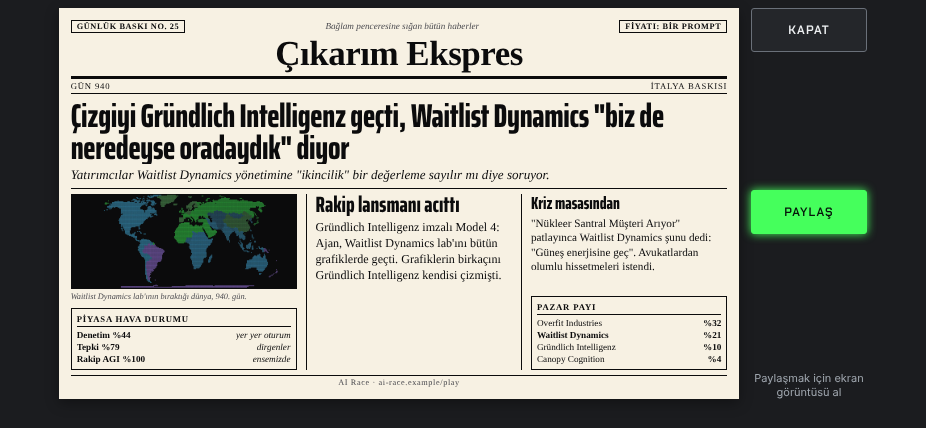 GÜNLÜK BASKI NO. 25
Bağlam penceresine sığan bütün haberler
FİYATI: BİR PROMPT
Çıkarım Ekspres
GÜN 940
İTALYA BASKISI
Çizgiyi Gründlich Intelligenz geçti, Waitlist Dynamics "biz de
neredeyse oradaydık" diyor
Yatırımcılar Waitlist Dynamics yönetimine "ikincilik" bir değerleme sayılır mı diye soruyor.
Waitlist Dynamics lab'ının bıraktığı dünya, 940. gün.
PİYASA HAVA DURUMU
Denetim %44 yer yer oturum
Tepki %79 dirgenler
Rakip AGI %100 ensemizde
Rakip lansmanı acıttı
Gründlich Intelligenz imzalı Model 4:
Ajan, Waitlist Dynamics lab'ın bütün
grafiklerde geçti. Grafiklerin birkaçını
Gründlich Intelligenz kendisi çizmişti.
Kriz masasından
"Nükleer Santral Müşteri Arıyor"
patlayınca Waitlist Dynamics şunu dedi:
"Güneş enerjisine geç". Avukatlardan
olumlu hissetmeleri istendi.
PAZAR PAYI
Overfit Industries %32
Waitlist Dynamics %21
Gründlich Intelligenz %10
Canopy Cognition %4
AI Race · ai-race.example/play
KAPAT
PAYLAŞ
Paylaşmak için ekran
görüntüsü al